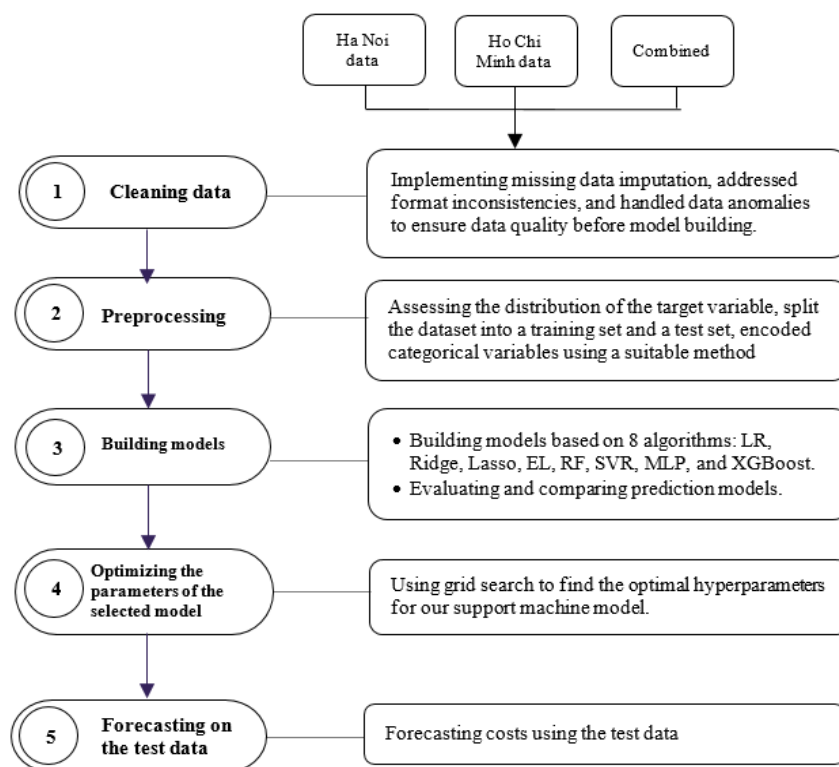 Ha Noi
data
Ho Chi
Minh data
Combined
1
Cleaning data
Implementing missing data imputation, addressed
format inconsistencies, and handled data anomalies
to ensure data quality before model building.
2
Preprocessing
Assessing the distribution of the target variable, split
the dataset into a training set and a test set, encoded
categorical variables using a suitable method
3
Building models
• Building models based on 8 algorithms: LR,
Ridge, Lasso, EL, RF, SVR, MLP, and XGBoost.
• Evaluating and comparing prediction models.
4
Optimizing the
parameters of the
selected model
Using grid search to find the optimal hyperparameters
for our support machine model.
5
Forecasting on
the test data
Forecasting costs using the test data